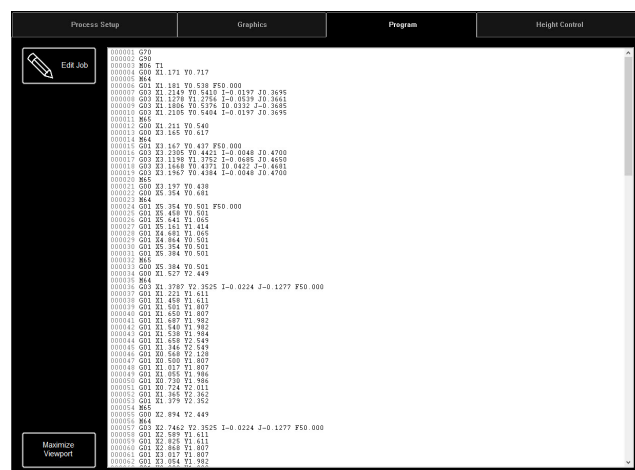 Process Setup
Graphics
Program
Height Control
Edit Job
000001 G70
000002 G90
000003 M06 T1
000004 G00 X1.171 Y0.717
000005 M64
000006 G01 X1.181 Y0.538 F50.000
000007 G03 X1.2149 Y0.5410 I-0.0197 J0.3695
000008 G03 X1.1278 Y1.2756 I-0.0539 J0.3661
000009 G03 X1.1806 Y0.5376 I0.0332 J-0.3685
000010 G03 X1.2105 Y0.5404 I-0.0197 J0.3695
000011 M65
000012 G00 X1.211 Y0.540
000013 G00 X3.165 Y0.617
000014 M64
000015 G01 X3.167 Y0.437 F50.000
000016 G03 X3.2305 Y0.4421 I-0.0048 J0.4700
000017 G03 X3.1198 Y1.3752 I-0.0685 J0.4650
000018 G03 X3.1668 Y0.4371 I0.0422 J-0.4681
000019 G03 X3.1967 Y0.4384 I-0.0048 J0.4700
000020 M65
000021 G00 X3.197 Y0.438
000022 G00 X5.354 Y0.681
000023 M64
000024 G01 X5.354 Y0.501 F50.000
000025 G01 X5.458 Y0.501
000026 G01 X5.641 Y1.065
000027 G01 X5.161 Y1.414
000028 G01 X4.681 Y1.065
000029 G01 X4.864 Y0.501
000030 G01 X5.354 Y0.501
000031 G01 X5.384 Y0.501
000032 M65
000033 G00 X5.384 Y0.501
000034 G00 X1.527 Y2.449
000035 M64
000036 G03 X1.3787 Y2.3525 I-0.0224 J-0.1277 F50.000
000037 G01 X1.221 Y1.611
000038 G01 X1.458 Y1.611
000039 G01 X1.501 Y1.807
000040 G01 X1.650 Y1.807
000041 G01 X1.687 Y1.982
000042 G01 X1.540 Y1.982
000043 G01 X1.538 Y1.984
000044 G01 X1.658 Y2.549
000045 G01 X1.346 Y2.549
000046 G01 X0.568 Y2.128
000047 G01 X0.500 Y1.807
000048 G01 X1.017 Y1.807
000049 G01 X1.055 Y1.986
000050 G01 X0.730 Y1.986
000051 G01 X0.724 Y2.011
000052 G01 X1.365 Y2.362
000053 G01 X1.379 Y2.352
000054 M65
000055 G00 X2.894 Y2.449
000056 M64
000057 G03 X2.7462 Y2.3525 I-0.0224 J-0.1277 F50.000
000058 G01 X2.589 Y1.611
000059 G01 X2.825 Y1.611
000060 G01 X2.868 Y1.807
000061 G01 X3.017 Y1.807
000062 G01 X3.054 Y1.982
Maximize
Viewport